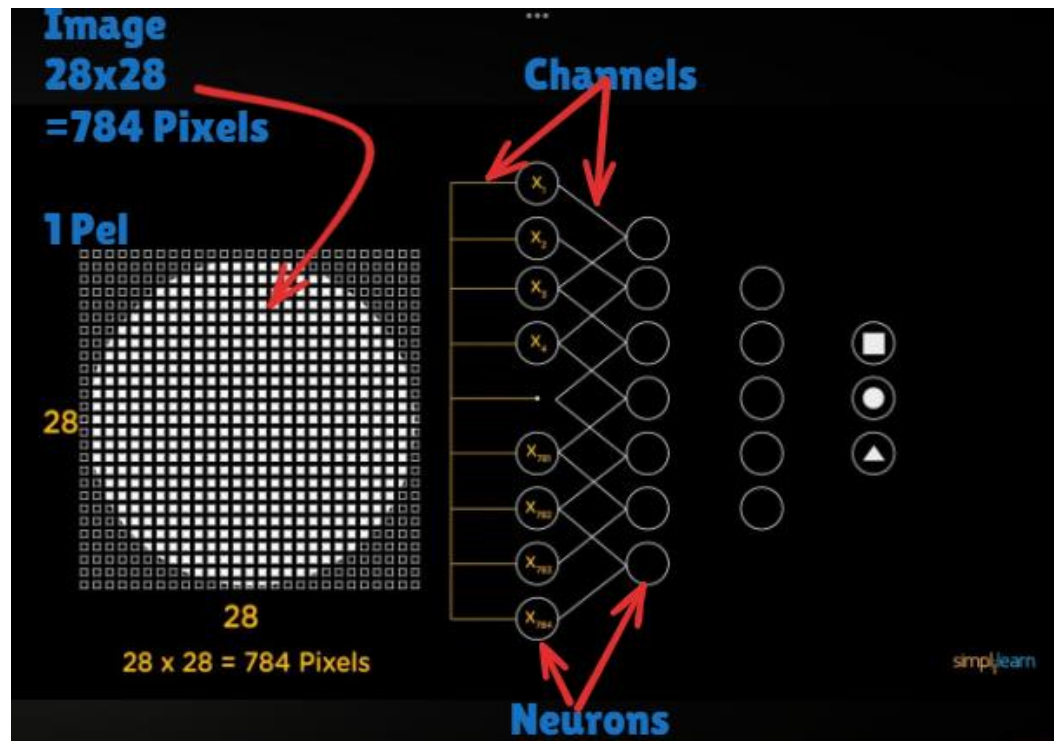 Image
28x28
=784 Pixels
Channels
1 Pel
X1
X2
X3
X4
X781
X782
X783
X784
28
28
28 x 28 = 784 Pixels
simplilearn
Neurons